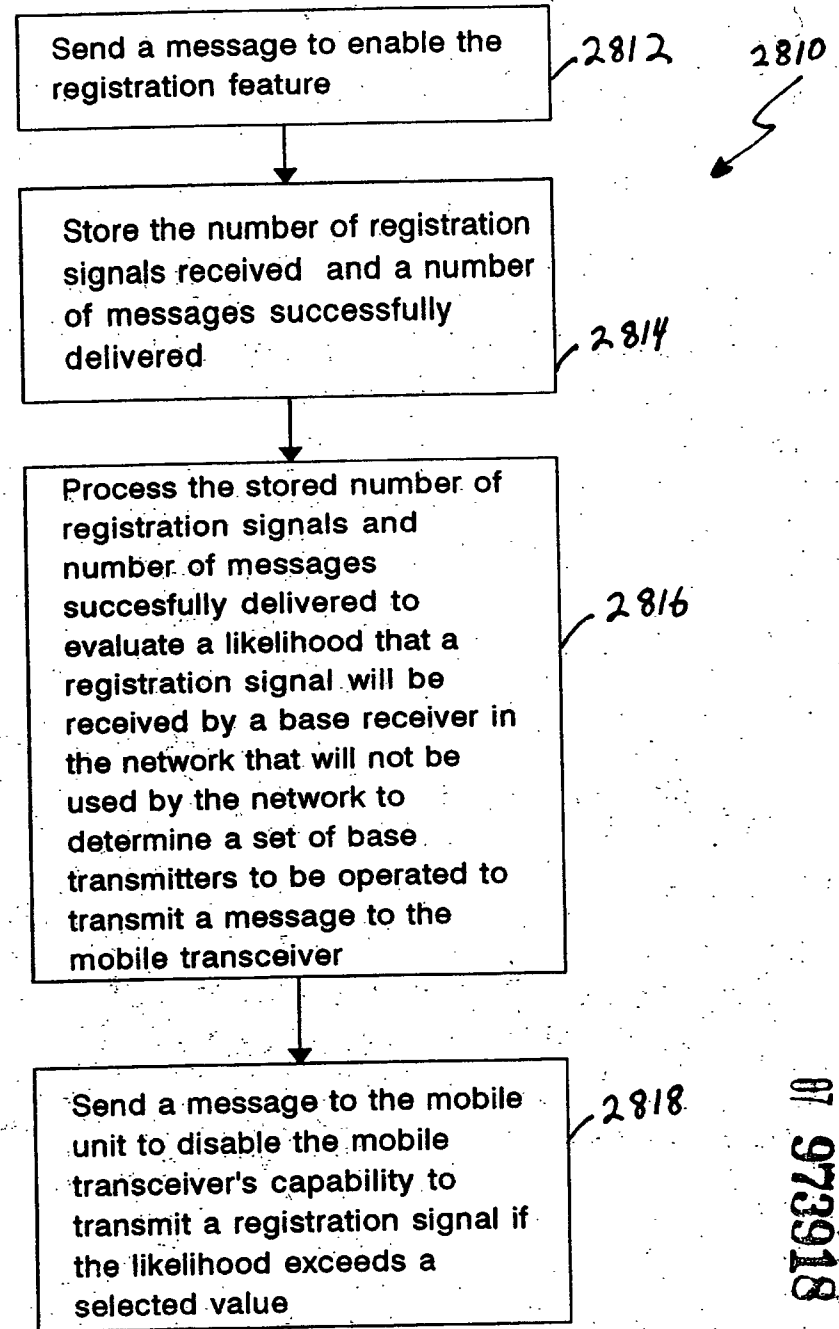 Send a message to enable the
registration feature
2812
2810
Store the number of registration
signals received and a number
of messages successfully
delivered
2814
Process the stored number of
registration signals and
number of messages
succesfully delivered to
evaluate a likelihood that a
registration signal will be
received by a base receiver in
the network that will not be
used by the network to
determine a set of base
transmitters to be operated to
transmit a message to the
mobile transceiver
2816
Send a message to the mobile
unit to disable the mobile
transceiver's capability to
transmit a registration signal if
the likelihood exceeds a
selected value
2818
07 973918